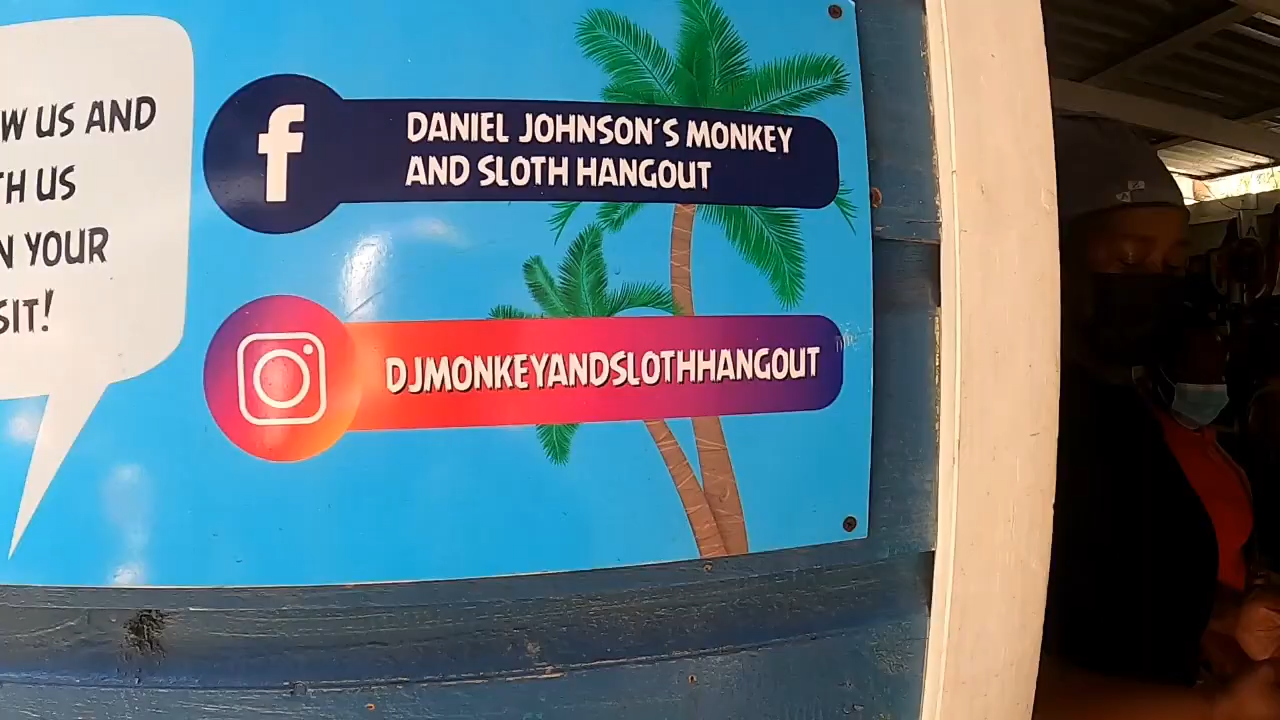 W US AND
TH US
N YOUR
SIT!
DANIEL JOHNSON'S MONKEY
AND SLOTH HANGOUT
DJMONKEYANDSLOTHHANGOUT